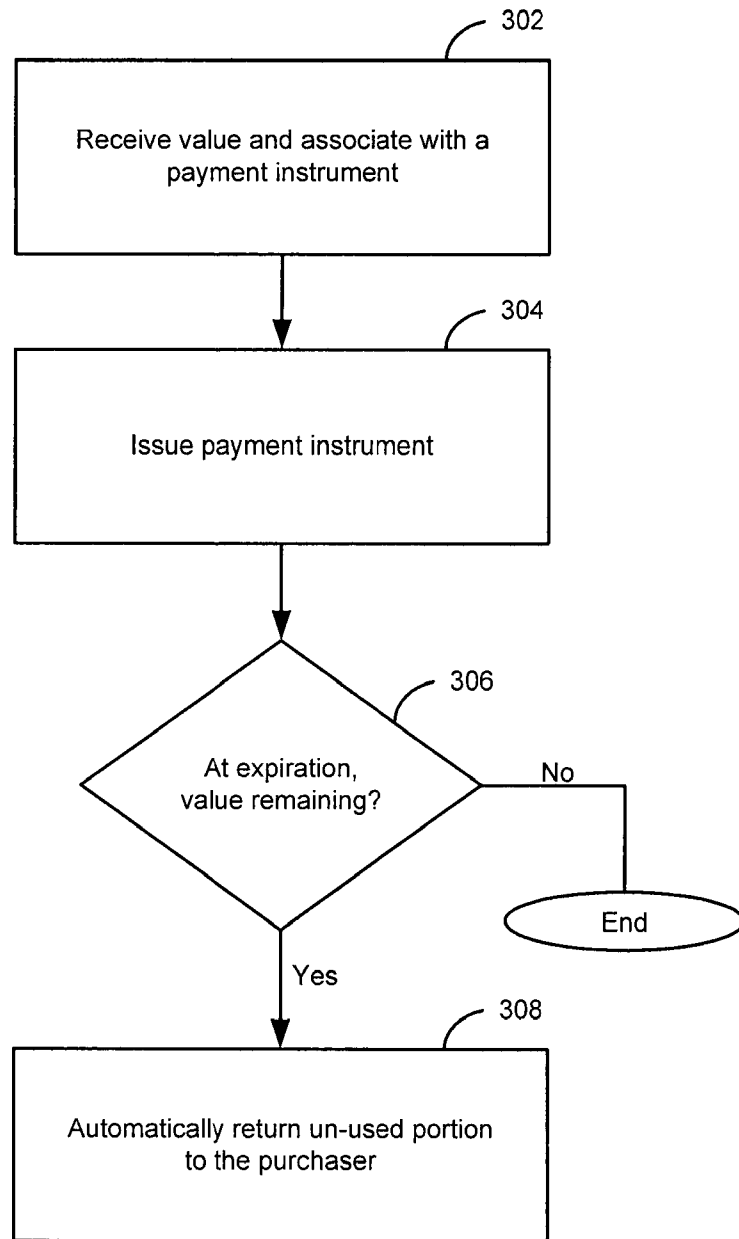 302
Receive value and associate with a
payment instrument
304
Issue payment instrument
306
At expiration,
value remaining?
No
End
Yes
308
Automatically return un-used portion
to the purchaser